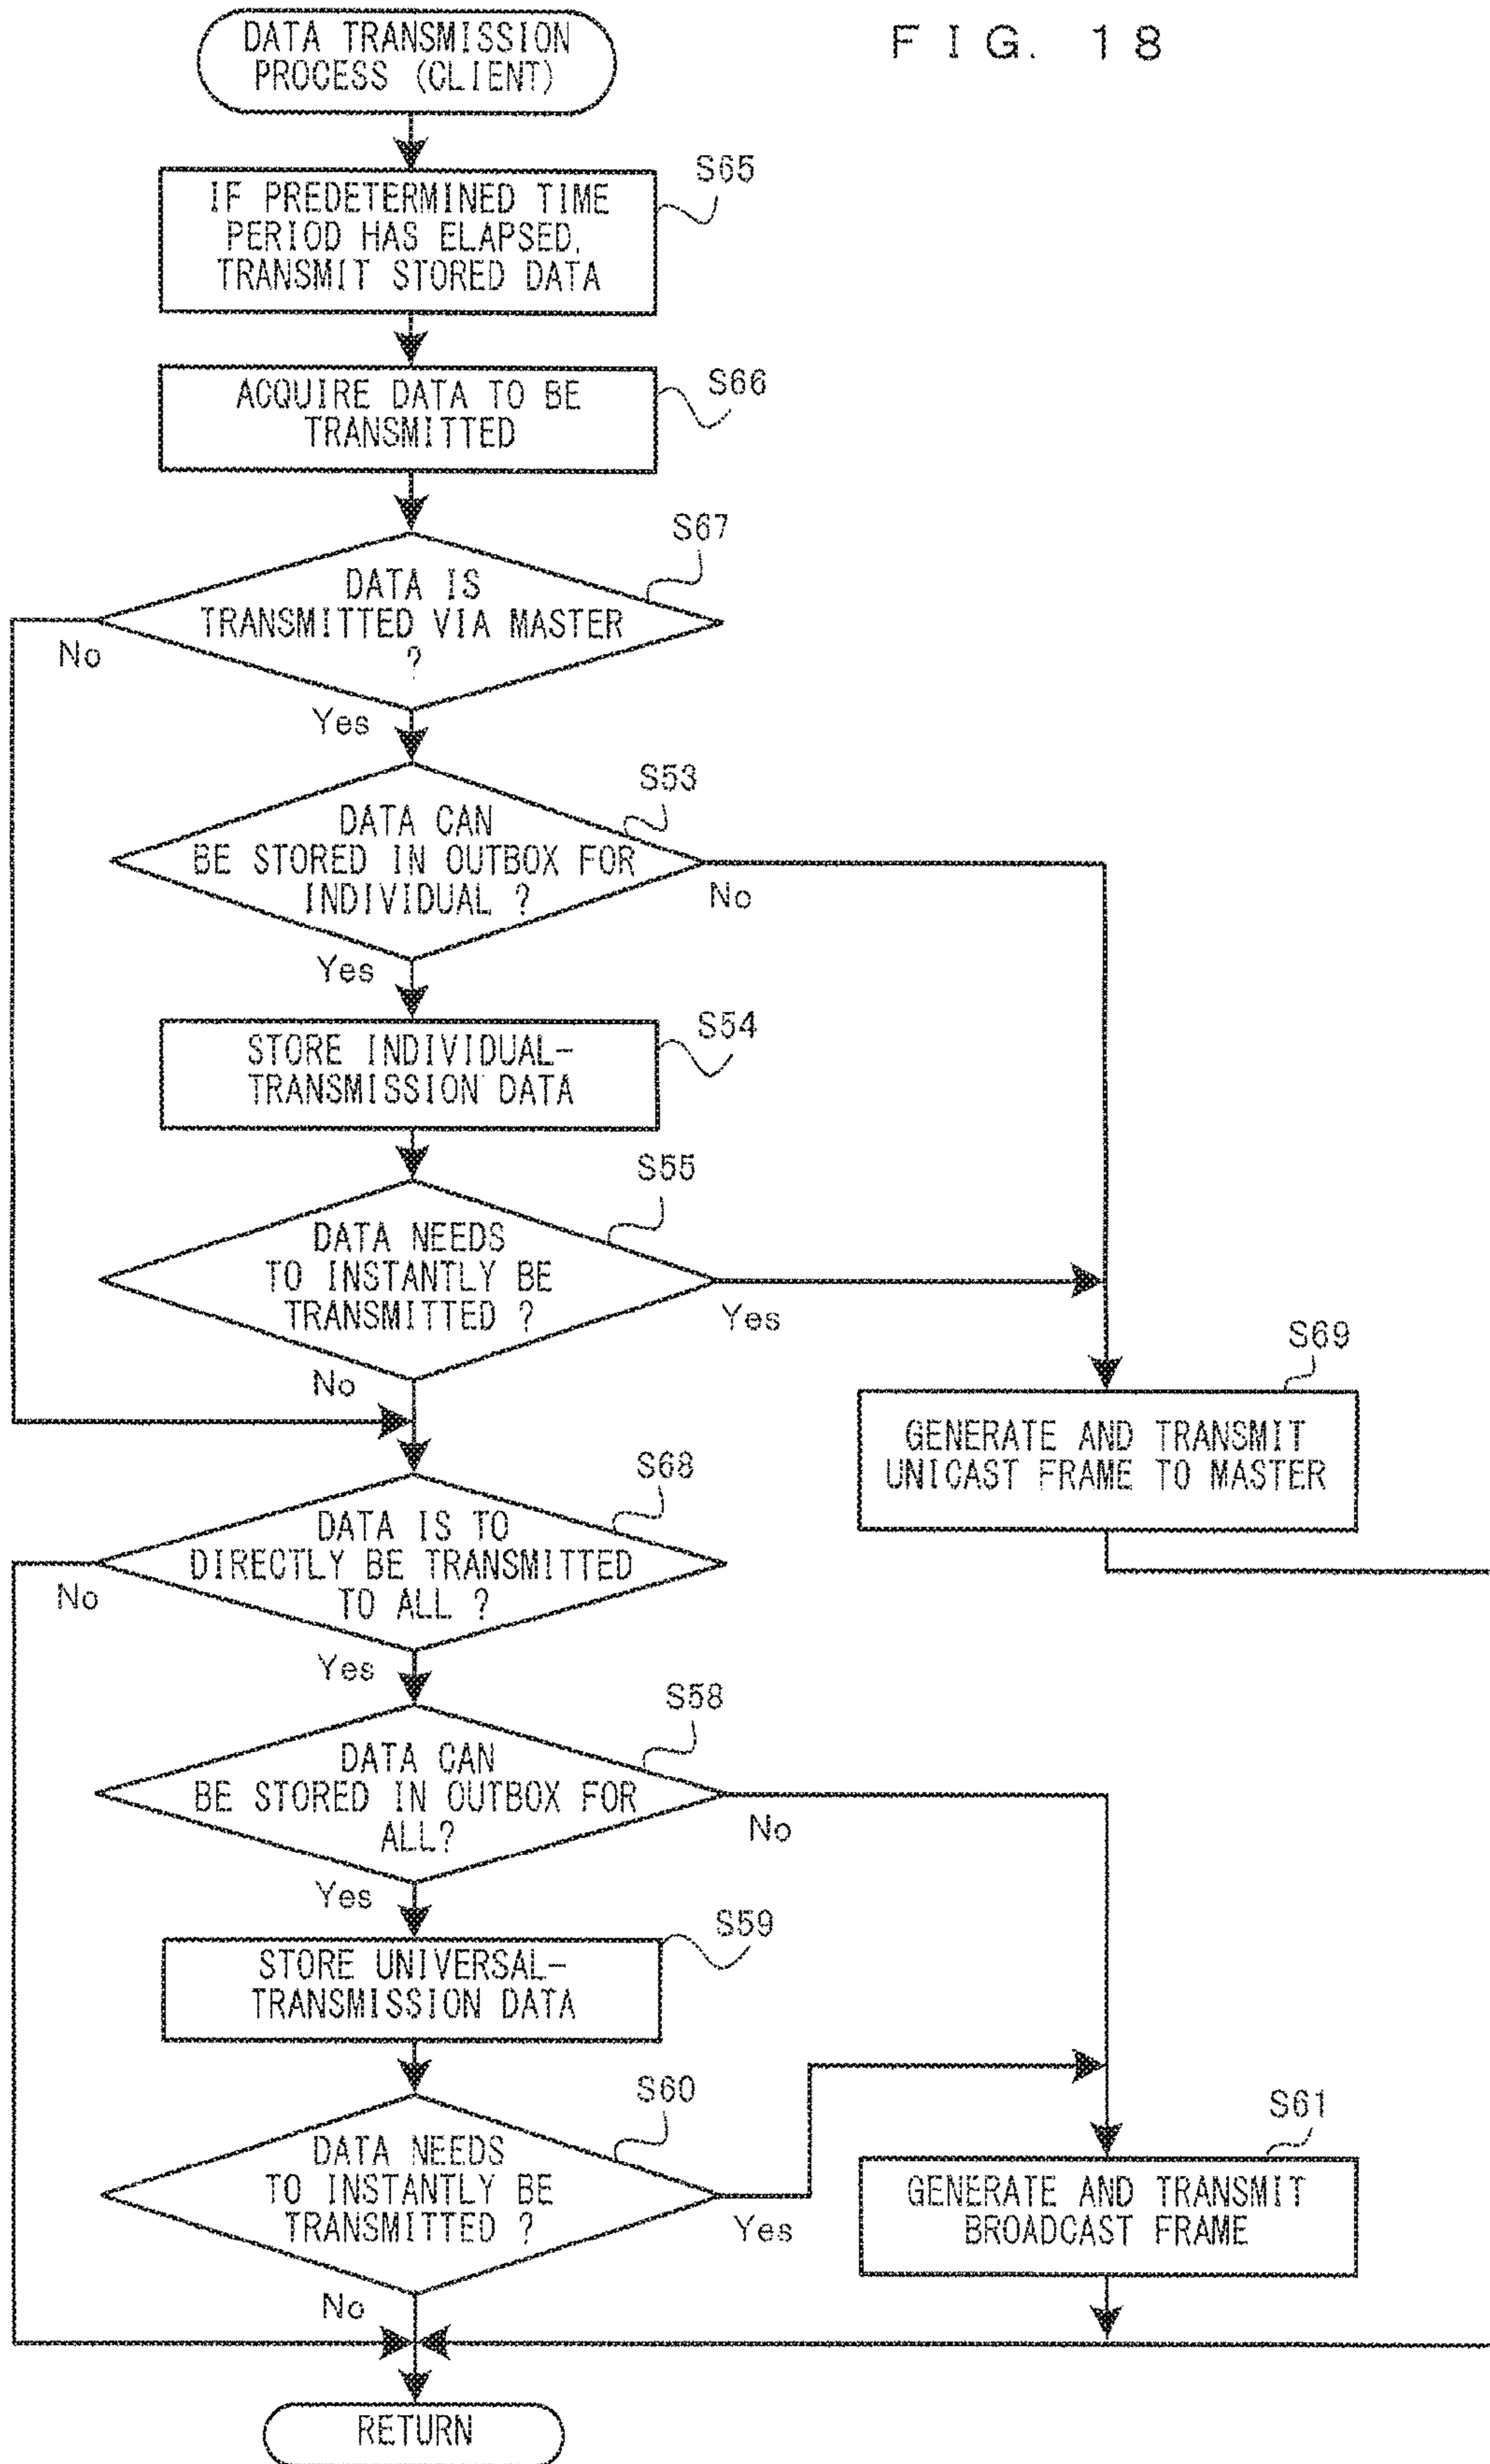 FIG. 18
DATA TRANSMISSION
PROCESS (CLIENT)
S65
IF PREDETERMINED TIME
PERIOD HAS ELAPSED,
TRANSMIT STORED DATA
S66
ACQUIRE DATA TO BE
TRANSMITTED
S67
DATA IS
TRANSMITTED VIA MASTER
?
No
Yes
S53
DATA CAN
BE STORED IN OUTBOX FOR
INDIVIDUAL ?
No
Yes
S54
STORE INDIVIDUAL-
TRANSMISSION DATA
S55
DATA NEEDS
TO INSTANTLY BE
TRANSMITTED ?
Yes
No
S69
GENERATE AND TRANSMIT
UNICAST FRAME TO MASTER
S68
DATA IS TO
DIRECTLY BE TRANSMITTED
TO ALL ?
No
Yes
S58
DATA CAN
BE STORED IN OUTBOX FOR
ALL?
No
Yes
S59
STORE UNIVERSAL-
TRANSMISSION DATA
S60
DATA NEEDS
TO INSTANTLY BE
TRANSMITTED ?
Yes
No
S61
GENERATE AND TRANSMIT
BROADCAST FRAME
RETURN